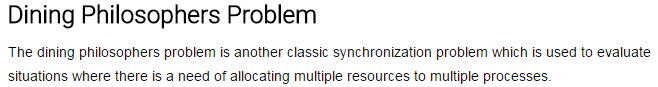 Dining Philosophers Problem
The dining philosophers problem is another classic synchronization problem which is used to evaluate
situations where there is a need of allocating multiple resources to multiple processes.